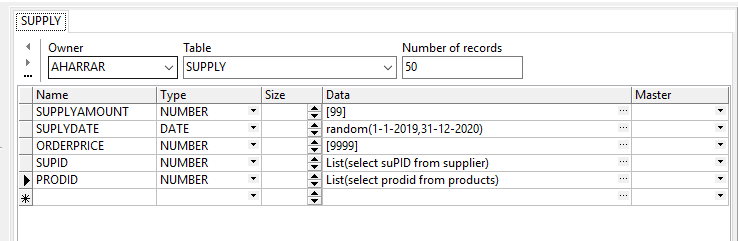 SUPPLY
Owner Table Number of records
AHARRAR SUPPLY 50
Name Type Size Data Master
SUPPLYAMOUNT NUMBER [99]
SUPLYDATE DATE random(1-1-2019,31-12-2020)
ORDERPRICE NUMBER [9999]
SUPID NUMBER List(select suPID from supplier)
PRODID NUMBER List(select prodid from products)